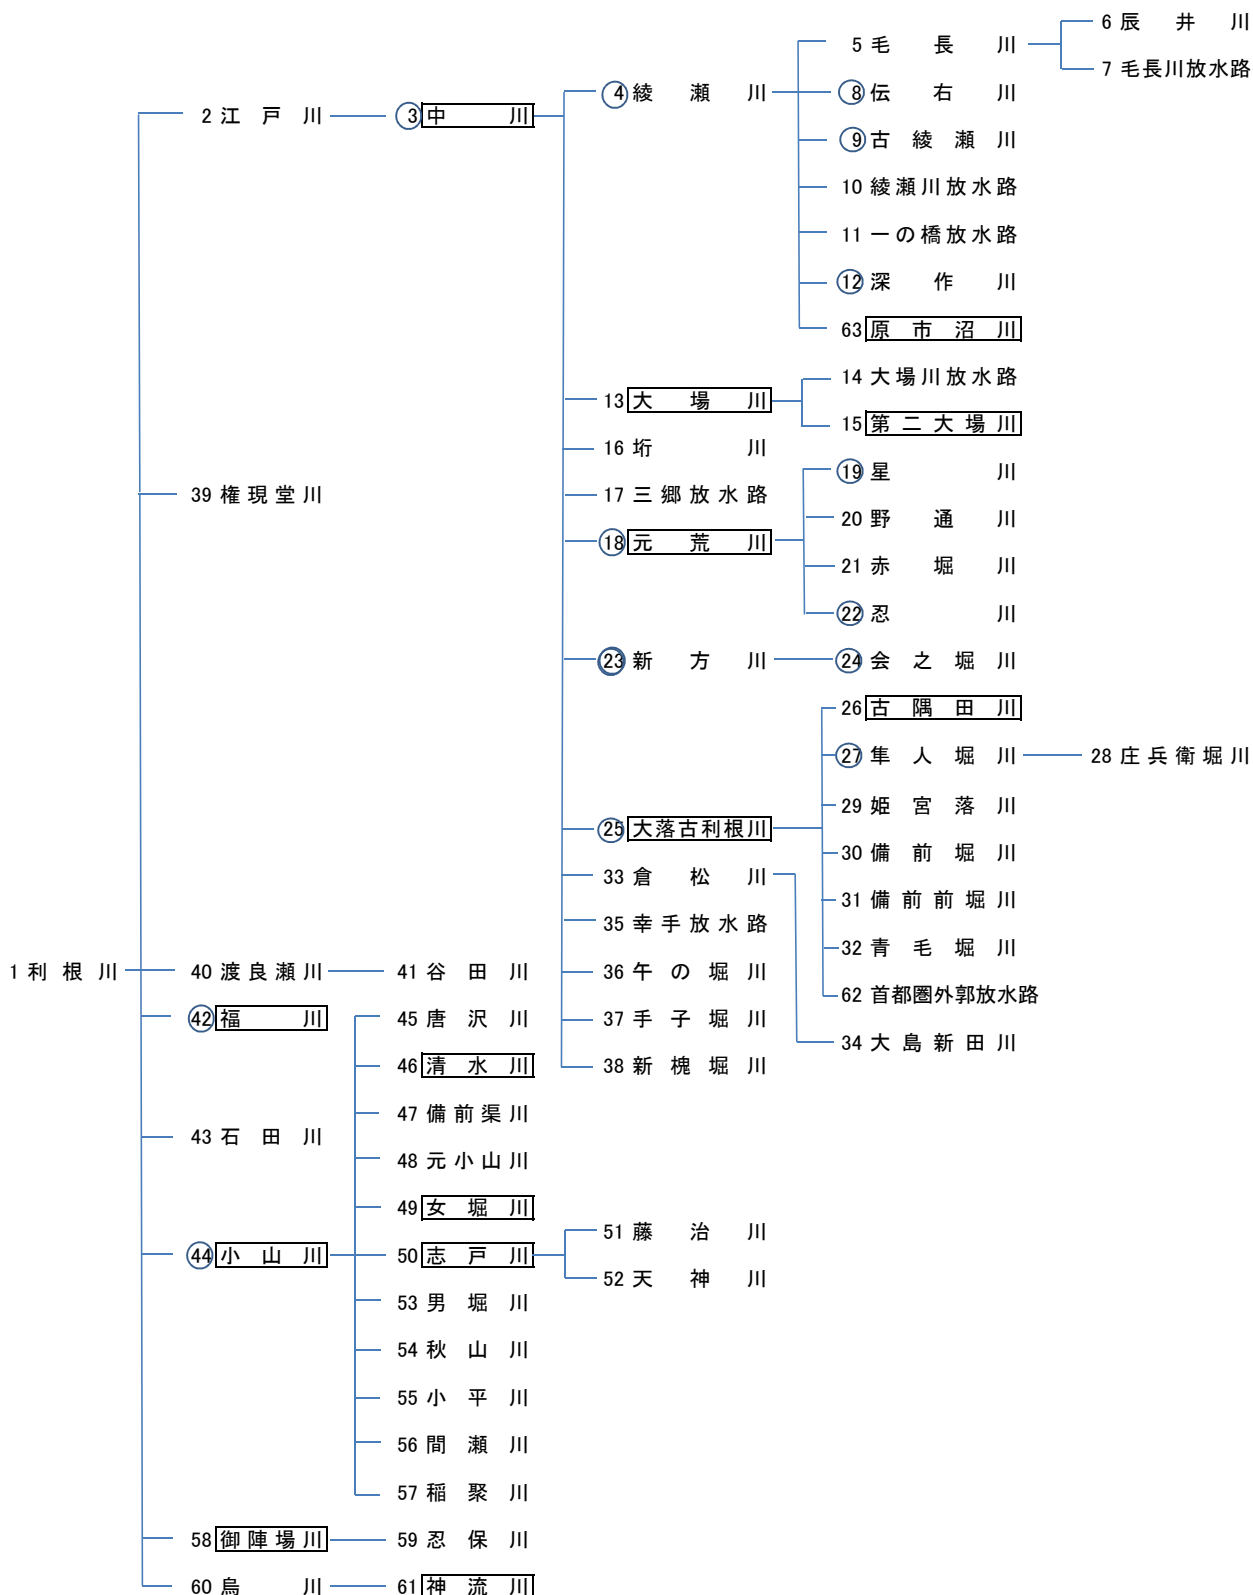 6 辰井川
5 毛長川
7 毛長川放水路
4 綾瀬川
8 伝右川
2 江戸川
3 中川
9 古綾瀬川
10 綾瀬川放水路
11 一の橋放水路
12 深作川
63 原市沼川
14 大場川放水路
13 大場川
15 第二大場川
16 垳川
19 星川
39 権現堂川
17 三郷放水路
20 野通川
18 元荒川
21 赤堀川
22 忍川
23 新方川
24 会之堀川
26 古隅田川
27 隼人堀川
28 庄兵衛堀川
29 姫宮落川
25 大落古利根川
30 備前堀川
33 倉松川
31 備前前堀川
35 幸手放水路
32 青毛堀川
1 利根川
40 渡良瀬川
41 谷田川
36 午の堀川
62 首都圏外郭放水路
42 福川
45 唐沢川
37 手子堀川
34 大島新田川
46 清水川
38 新槐堀川
47 備前渠川
43 石田川
48 元小山川
49 女堀川
51 藤治川
44 小山川
50 志戸川
52 天神川
53 男堀川
54 秋山川
55 小平川
56 間瀬川
57 稲聚川
58 御陣場川
59 忍保川
60 烏川
61 神流川